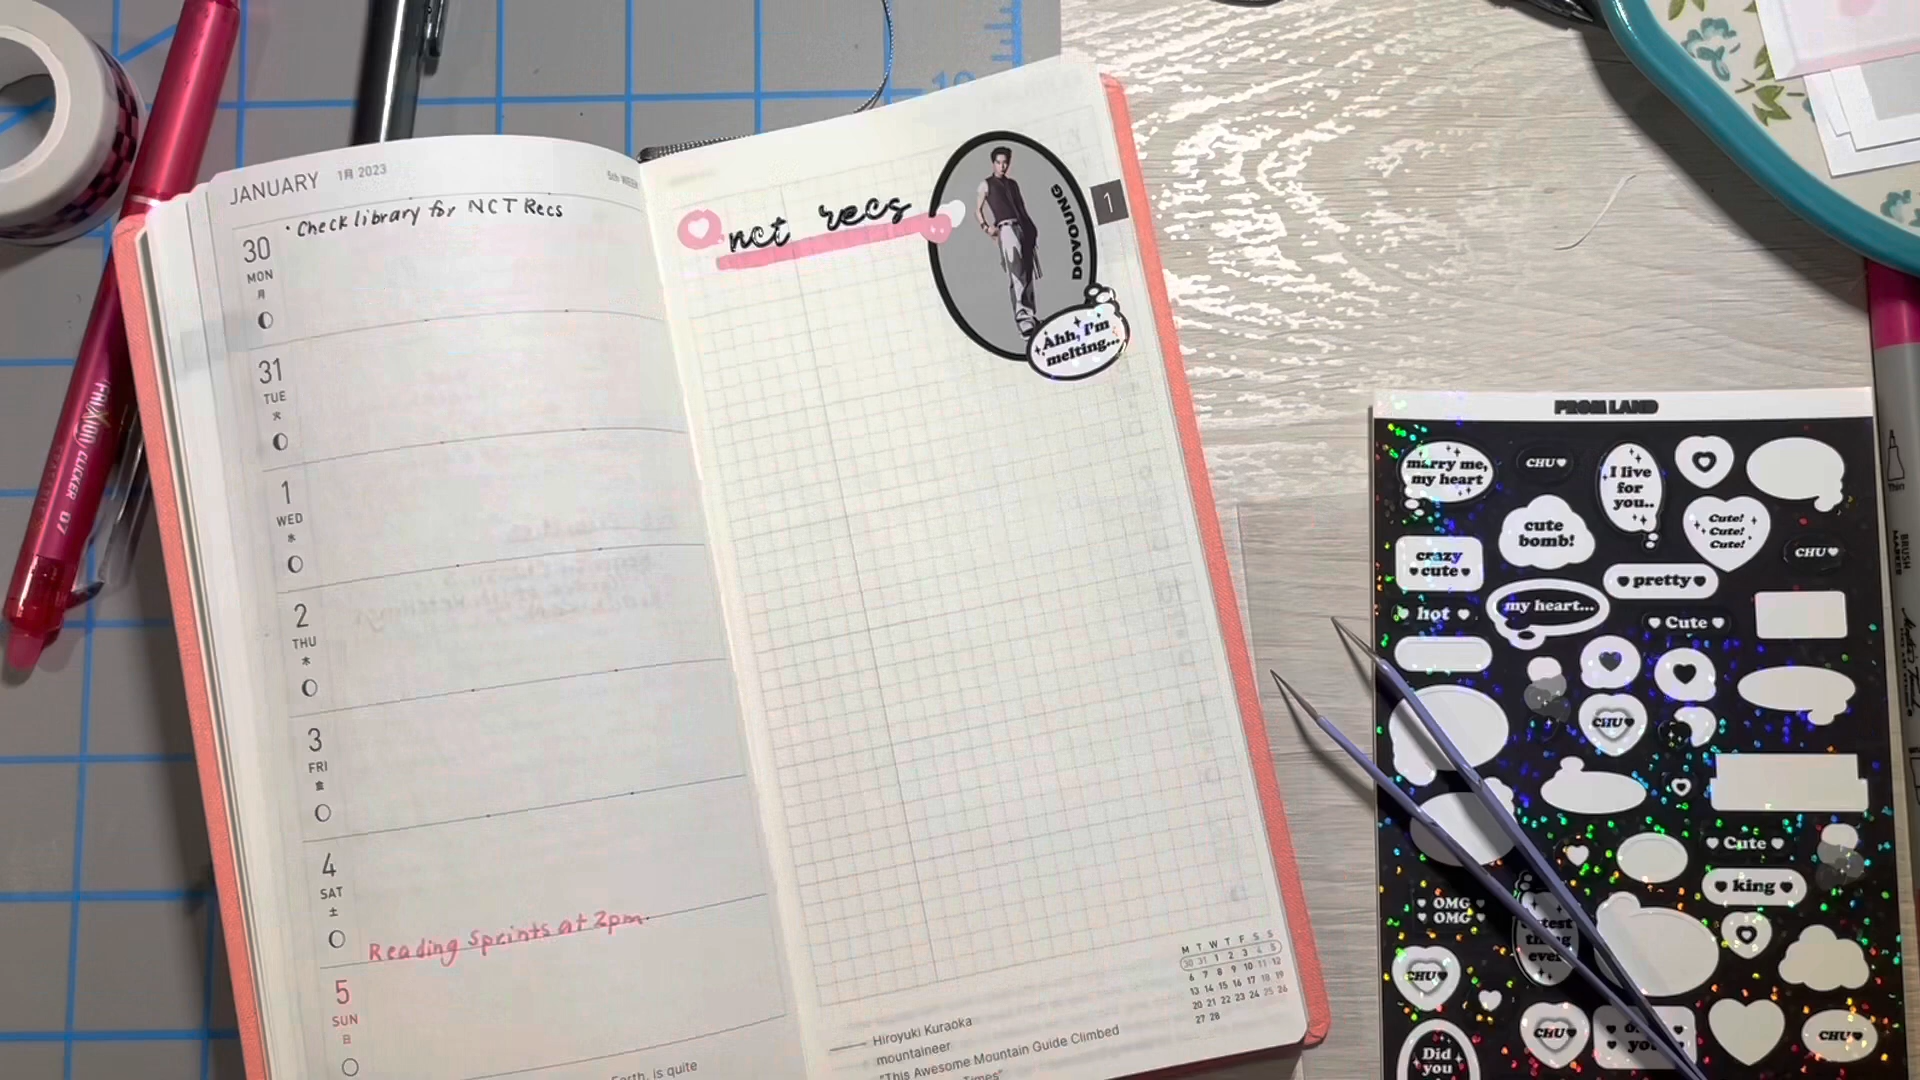 JANUARY 1月 2023
5th WEEK
30
MON
月
· Check library for NCT Recs
31
TUE
火
1
WED
水
2
THU
木
3
FRI
金
4
SAT
土
Reading Sprints at 2pm
5
SUN
日
Earth, is quite
nct recs
DOYOUNG
Ahh, I'm
melting...
1
M T W T F S S
30 31 1 2 3 4 5
6 7 8 9 10 11 12
13 14 15 16 17 18 19
20 21 22 23 24 25 26
27 28
Hiroyuki Kuraoka
mountaineer
"This Awesome Mountain Guide Climbed
Times"
FRIXION CLICKER 07
10
PROM LAND
marry me,
my heart
CHU
I live
for
you..
cute
bomb!
Cute!
Cute!
Cute!
CHU
crazy
cute
pretty
hot
my heart...
Cute
CHU
Cute
king
OMG
OMG
thing
ever
CHU
CHU
CHU
Did
you
BRUSH
MARKER